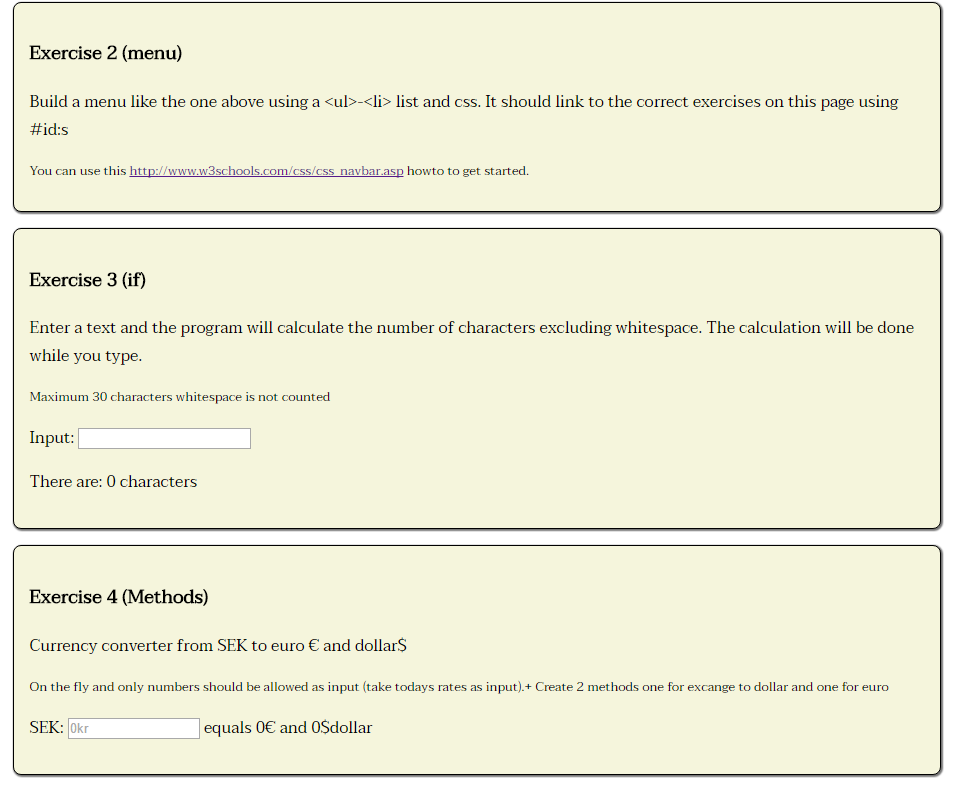 Exercise 2 (menu)
Build a menu like the one above using a <ul>-<li> list and css. It should link to the correct exercises on this page using
#id:s
You can use this http://www.w3schools.com/css/css_navbar.asp howto to get started.
Exercise 3 (if)
Enter a text and the program will calculate the number of characters excluding whitespace. The calculation will be done
while you type.
Maximum 30 characters whitespace is not counted
Input:
There are: 0 characters
Exercise 4 (Methods)
Currency converter from SEK to euro € and dollar$
On the fly and only numbers should be allowed as input (take todays rates as input).+ Create 2 methods one for excange to dollar and one for euro
SEK: 0kr equals 0€ and 0$dollar